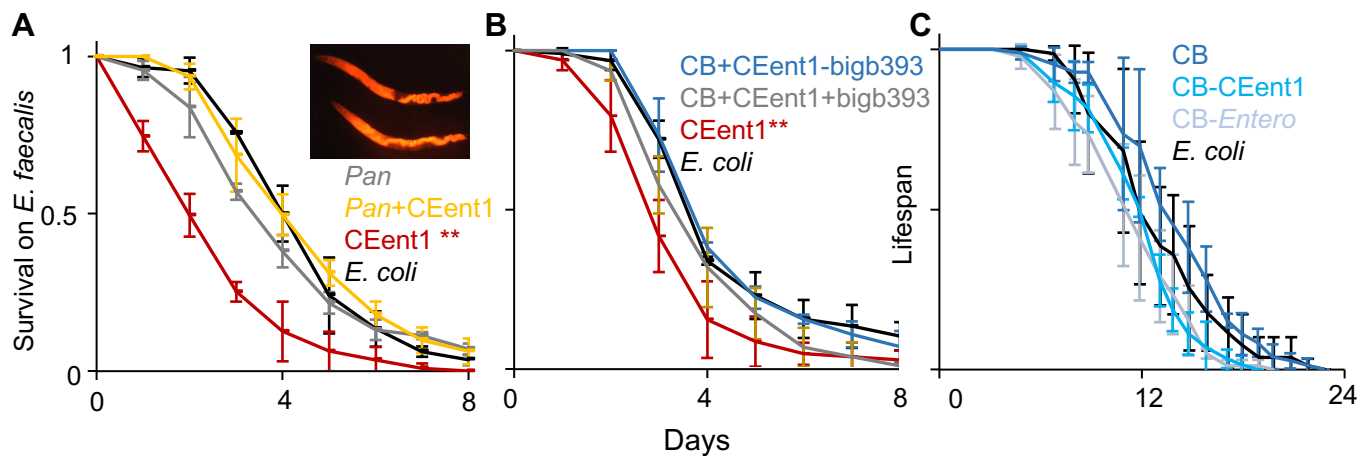 A
Survival on E. faecalis
1
0.5
0
0
4
8
Pan
Pan+CEent1
CEent1 **
E. coli
B
CB+CEent1-bigb393
CB+CEent1+bigb393
CEent1**
E. coli
0
4
8
Days
C
Lifespan
CB
CB-CEent1
CB-Entero
E. coli
0
12
24